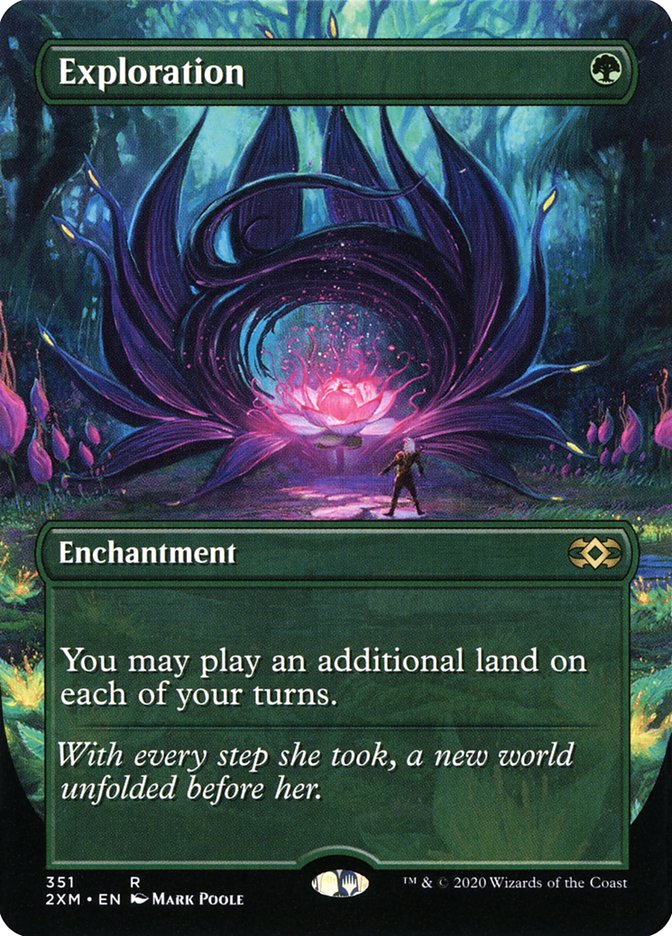 Exploration
Enchantment
You may play an additional land on
each of your turns.
With every step she took, a new world
unfolded before her.
351 R
2XM • EN Mark Poole
™ & © 2020 Wizards of the Coast